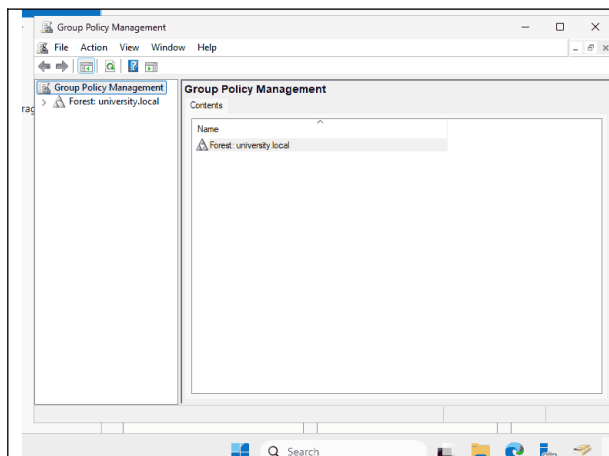 Group Policy Management
File Action View Window Help
Group Policy Management
Forest: university.local
Group Policy Management
Contents
Name
Forest: university.local
Search